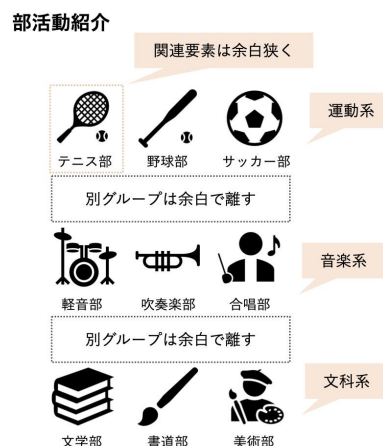 部活動紹介
関連要素は余白狭く
運動系
テニス部
野球部
サッカー部
別グループは余白で離す
音楽系
軽音部
吹奏楽部
合唱部
別グループは余白で離す
文科系
文学部
書道部
美術部